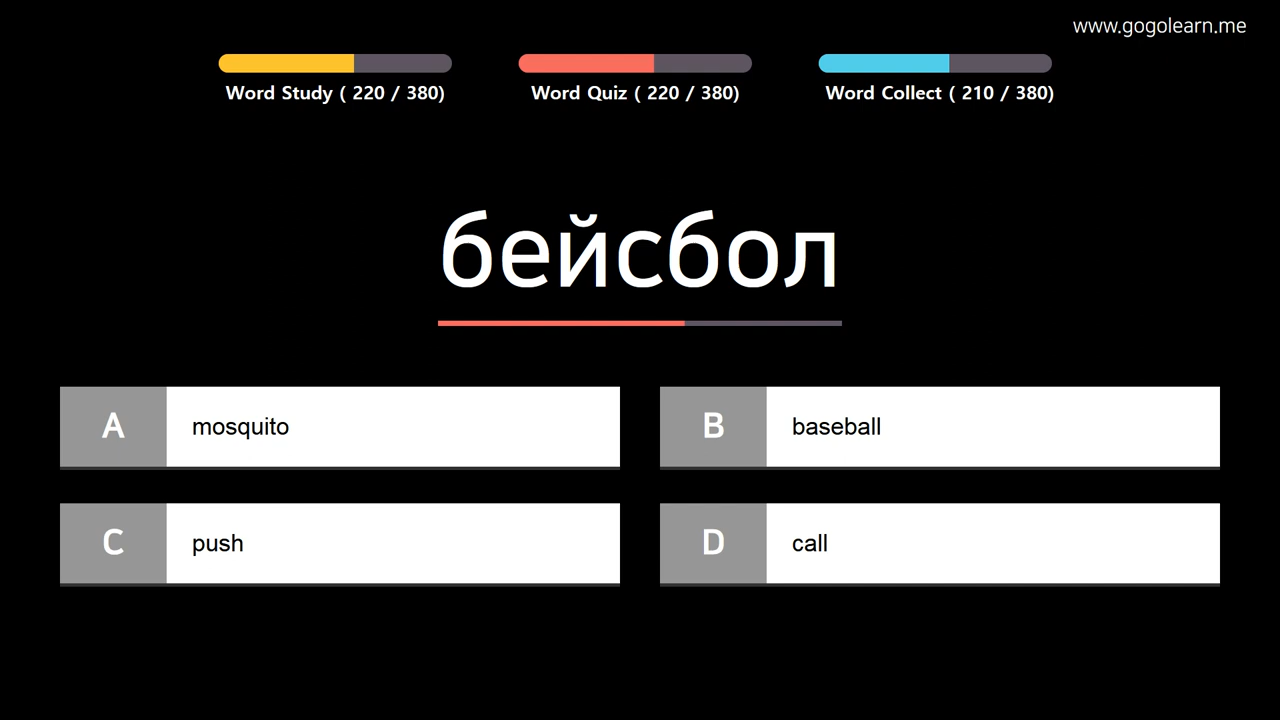 www.gogolearn.me
Word Study ( 220 / 380)
Word Quiz ( 220 / 380)
Word Collect ( 210 / 380)
бейсбол
A mosquito
B baseball
C push
D call